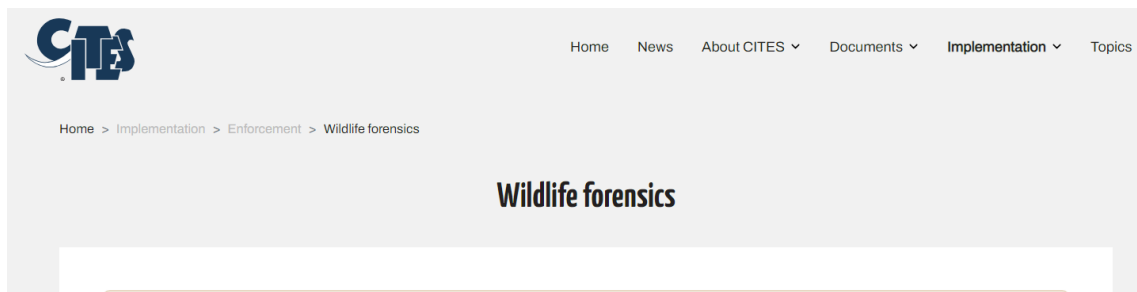 CITES
Home News About CITES Documents Implementation Topics
Home > Implementation > Enforcement > Wildlife forensics
Wildlife forensics